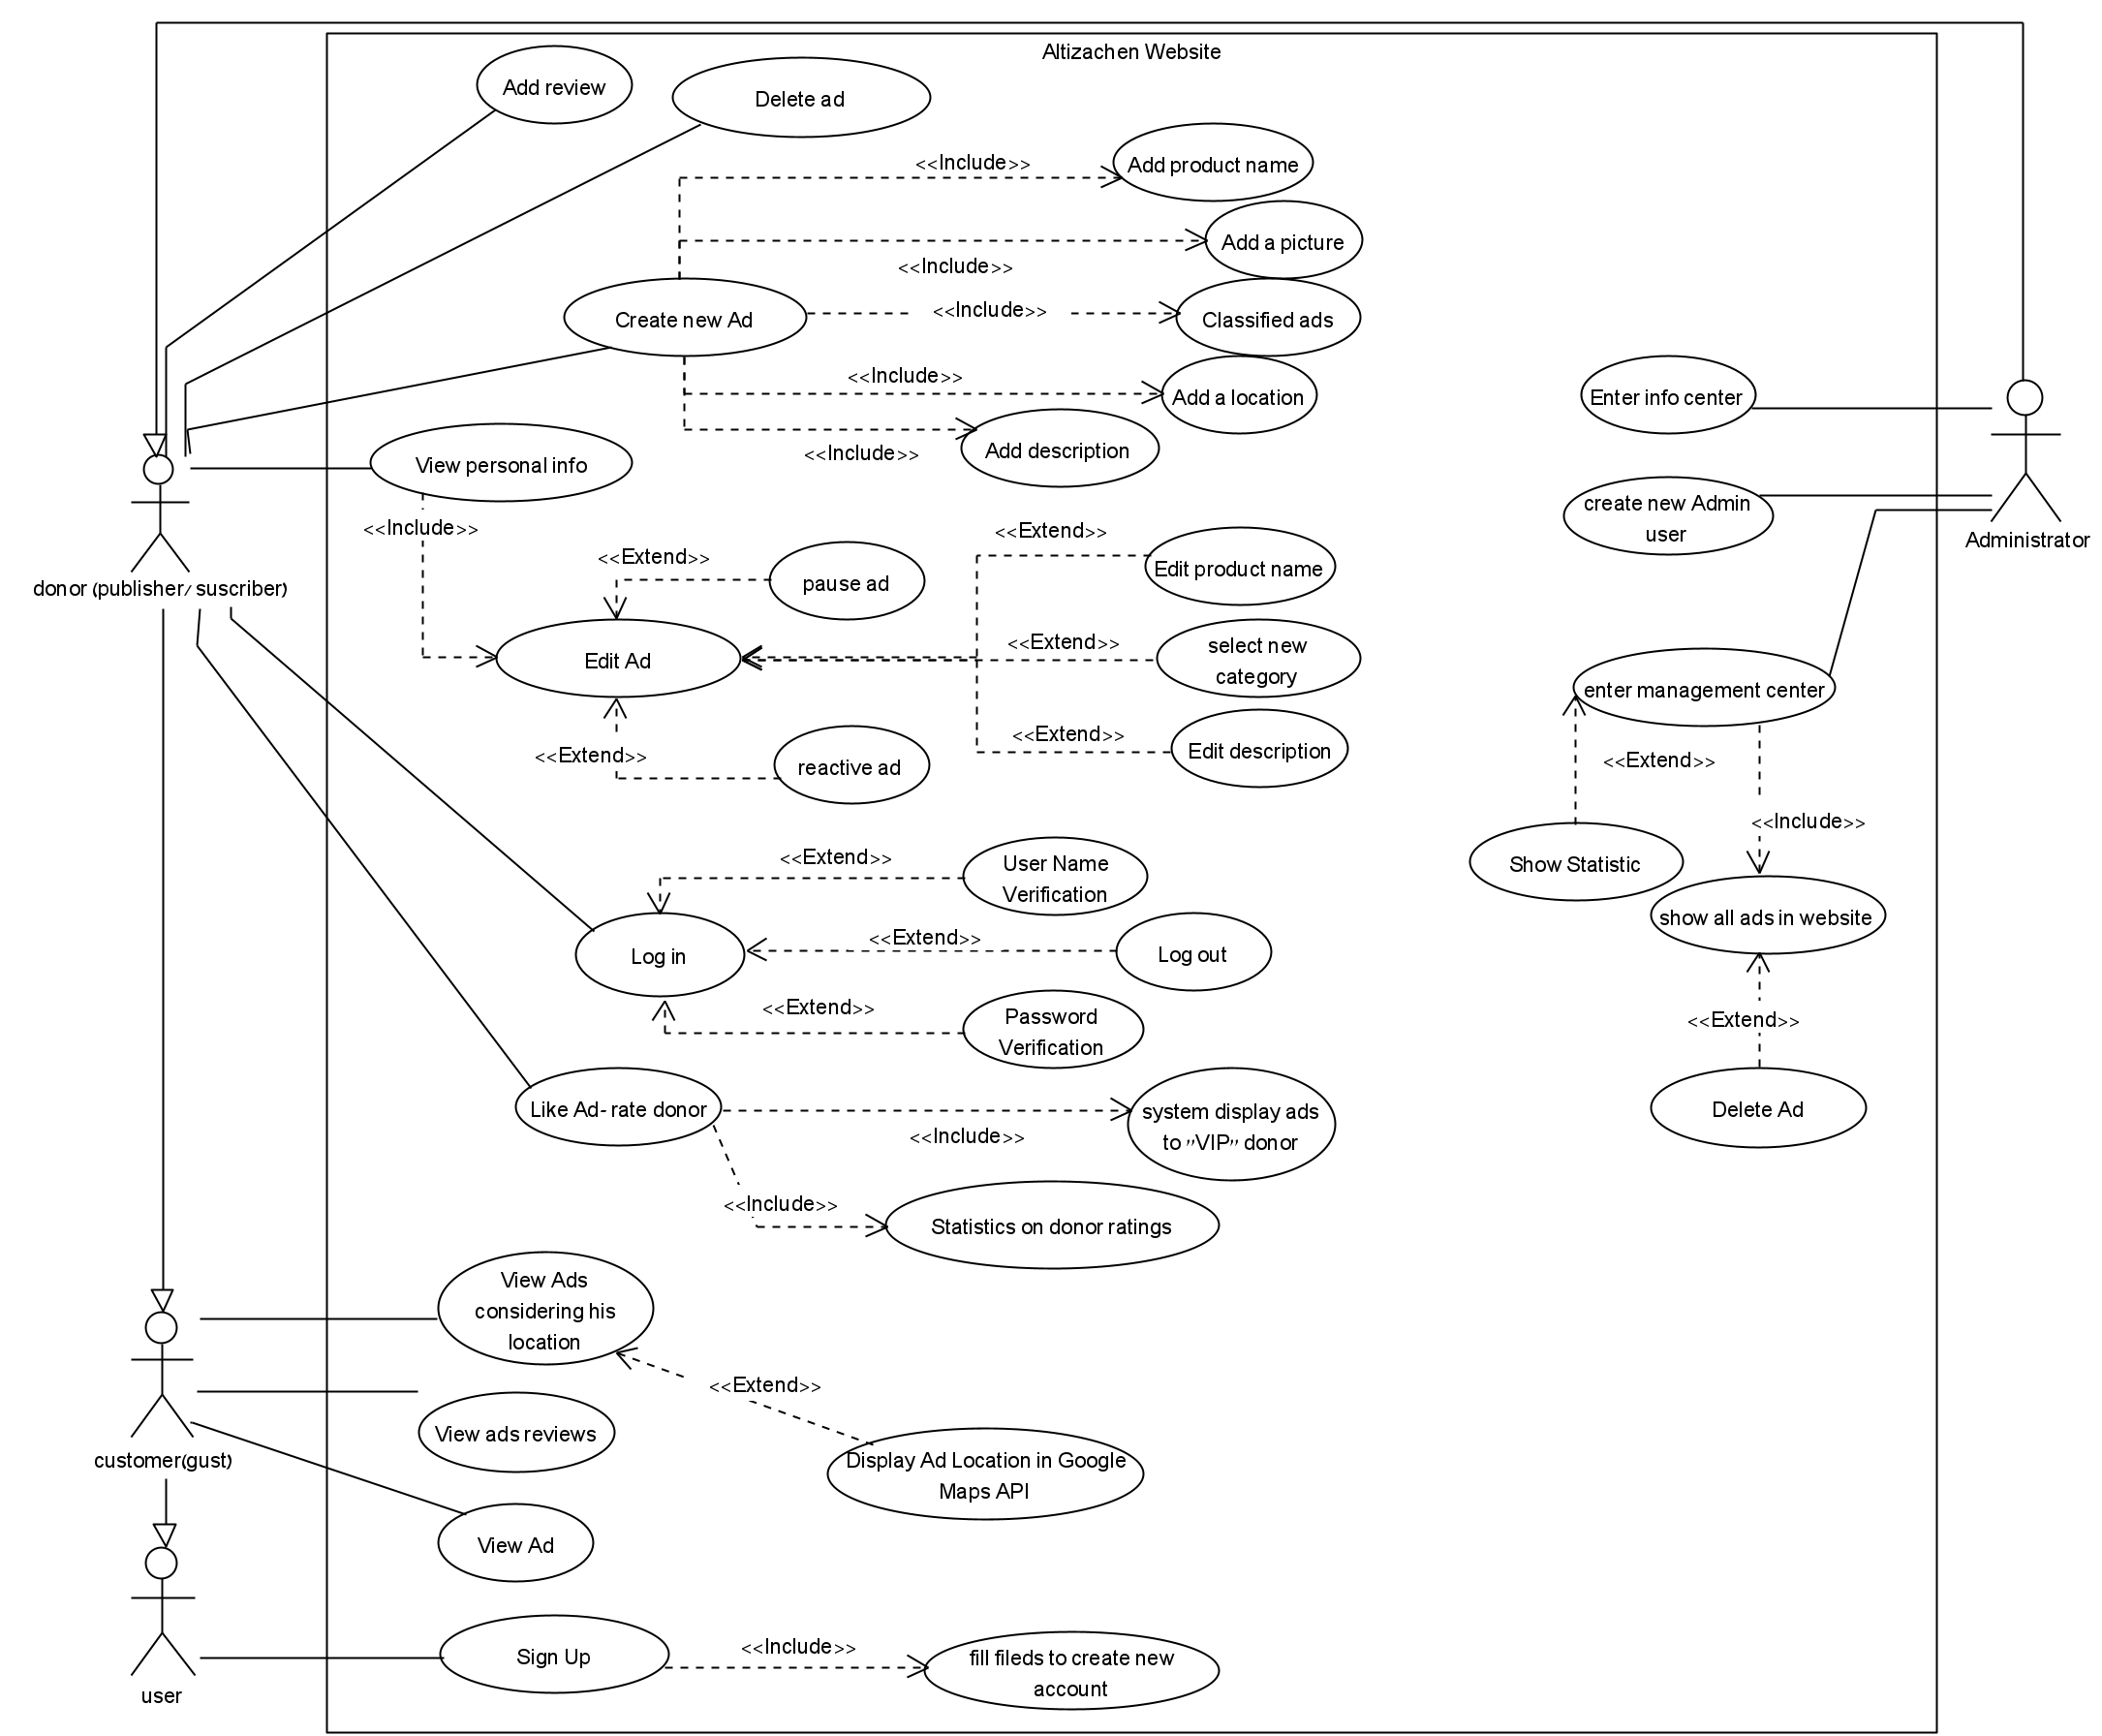 Altizachen Website
Add review
Delete ad
<<Include>>
Add product name
Add a picture
<<Include>>
Create new Ad
<<Include>>
Classified ads
<<Include>>
Add a location
Enter info center
View personal info
<<Include>>
Add description
<<Include>>
create new Admin
user
Administrator
<<Extend>>
<<Extend>>
pause ad
Edit product name
donor (publisher/ suscriber)
<<Extend>>
select new
category
Edit Ad
enter management center
<<Extend>>
Edit description
<<Extend>>
reactive ad
<<Extend>>
<<Include>>
<<Extend>>
User Name
Verification
Show Statistic
show all ads in website
<<Extend>>
Log in
Log out
<<Extend>>
Password
Verification
<<Extend>>
Like Ad- rate donor
system display ads
to "VIP" donor
<<Include>>
Delete Ad
<<Include>>
Statistics on donor ratings
View Ads
considering his
location
<<Extend>>
View ads reviews
customer(gust)
Display Ad Location in Google
Maps API
View Ad
<<Include>>
Sign Up
fill fileds to create new
account
user